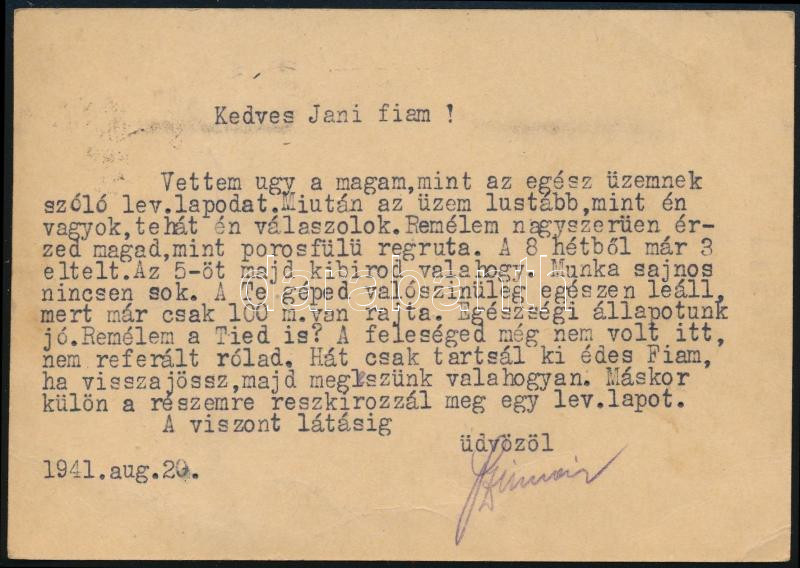 Kedves Jani fiam !
Vettem ugy a magam,mint az egész üzemnek
szóló lev.lapodat.Miután az üzem lustább,mint én
vagyok,tehát én válaszolok.Remélem nagyszerüen ér-
zed magad,mint porosfülü regruta. A 8 hétből már 3
eltelt.Az 5-öt majd kibirod valahogy. Munka sajnos
nincsen sok. A Te géped valószinüleg egészen leáll,
mert már csak 100 m.van rajta. Egészségi állapotunk
jó.Remélem a Tied is? A feleséged még nem volt itt,
nem referált rólad. Hát csak tartsál ki édes Fiam,
ha visszajössz,majd megleszünk valahogyan. Máskor
külön a részemre reszkirozzál meg egy lev.lapot.
A viszont látásig
üdvözöl
1941.aug.20.